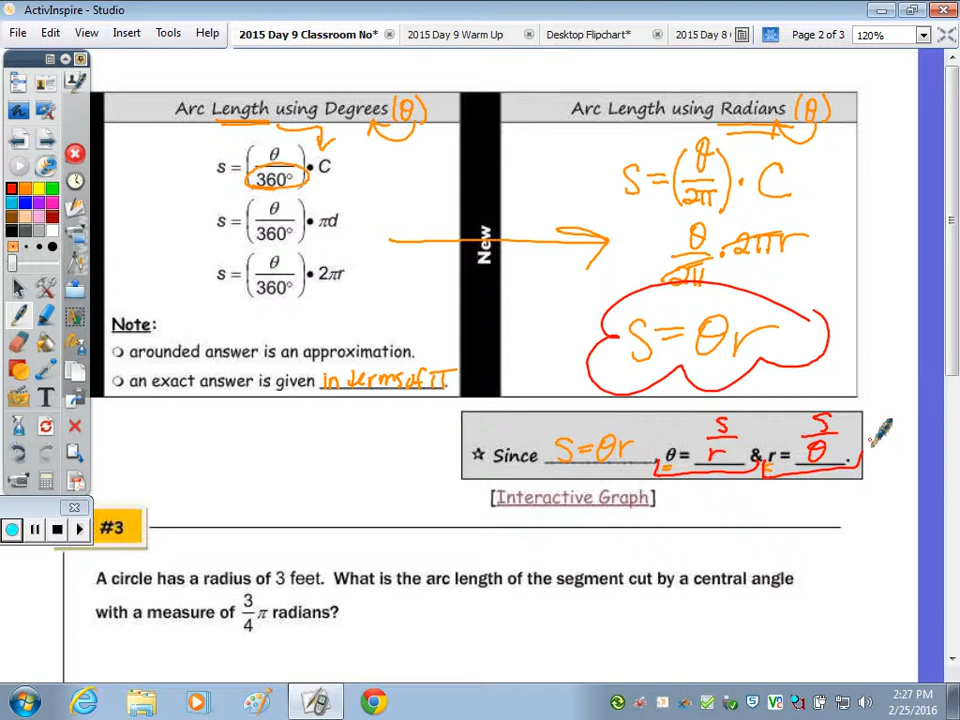 ActivInspire - Studio
File Edit View Insert Tools Help
2015 Day 9 Classroom No* 2015 Day 9 Warm Up Desktop Flipchart* 2015 Day 8 Page 2 of 3 120%
Arc Length using Degrees (θ)
s = (θ/360°) • C
s = (θ/360°) • πd
s = (θ/360°) • 2πr
Note:
arounded answer is an approximation.
an exact answer is given in terms of π.
New
Arc Length using Radians (θ)
S = (θ/2π) · C
θ/2π · 2πr
S = θr
☆ Since S = θr, θ = s/r & r = s/θ.
[Interactive Graph]
#3
A circle has a radius of 3 feet. What is the arc length of the segment cut by a central angle
with a measure of 3/4 π radians?
2:27 PM
2/25/2016